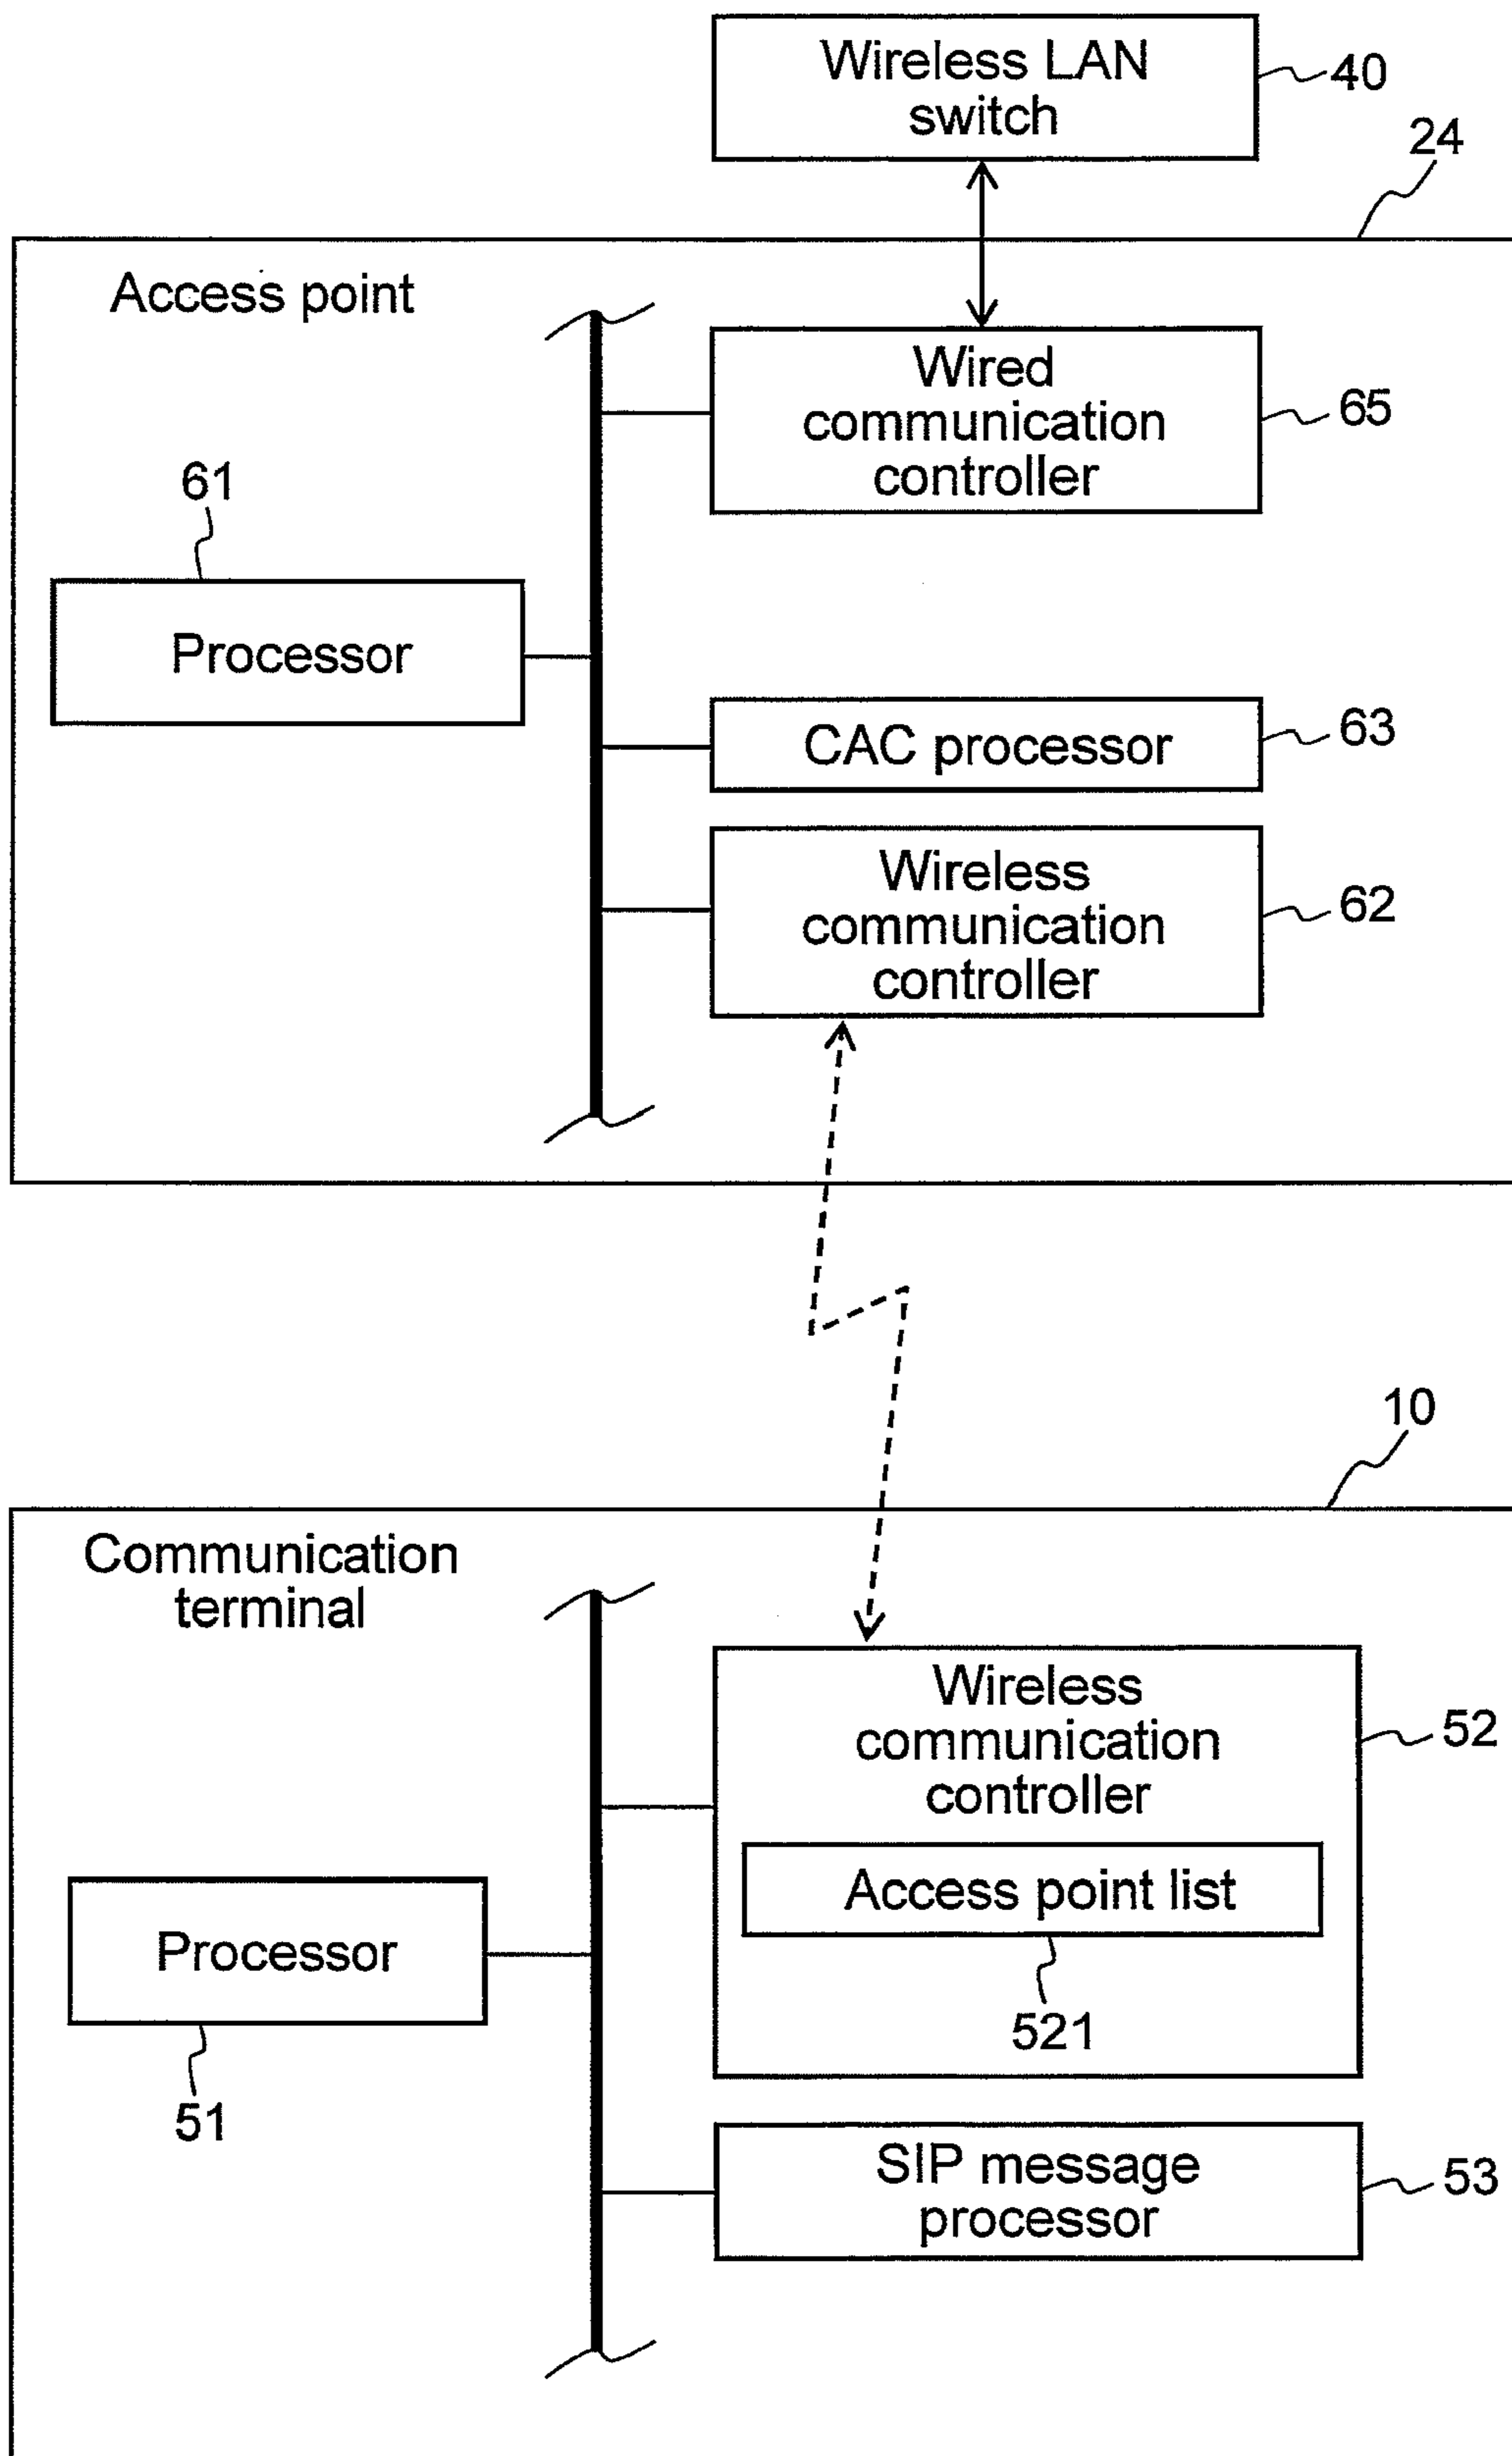 Wireless LAN
switch
40
24
Access point
Wired
communication
controller
65
61
Processor
CAC processor
63
Wireless
communication
controller
62
10
Communication
terminal
Wireless
communication
controller
52
Access point list
521
Processor
51
SIP message
processor
53